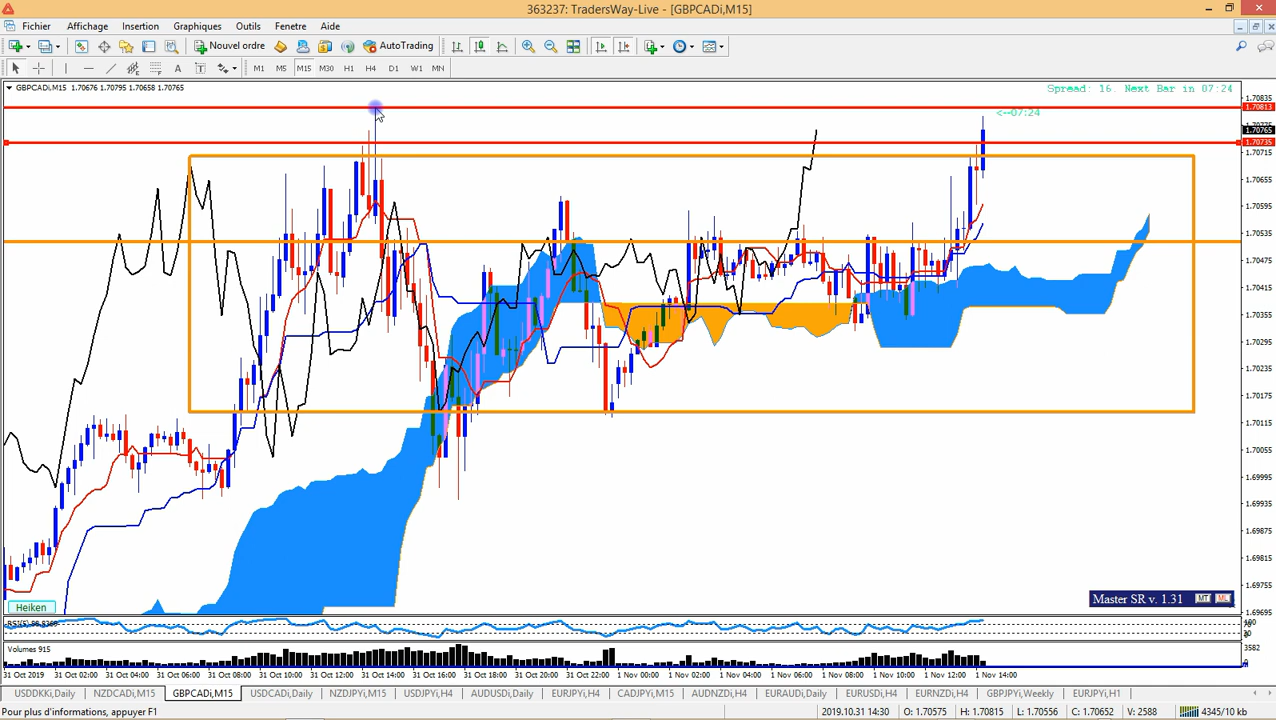 363237: TradersWay-Live - [GBPCADi,M15]
Fichier Affichage Insertion Graphiques Outils Fenetre Aide
Nouvel ordre AutoTrading
A T M1 M5 M15 M30 H1 H4 D1 W1 MN
GBPCADi,M15 1.70676 1.70795 1.70658 1.70765
Spread: 16. Next Bar in 07:24
<--07:24
1.70835
1.70813
1.70765
1.70735
1.70715
1.70655
1.70595
1.70535
1.70475
1.70415
1.70355
1.70295
1.70235
1.70175
1.70115
1.70055
1.69995
1.69935
1.69875
1.69815
1.69755
1.69695
Heiken
Master SR v. 1.31 MT ML
Volumes 915
3582
31 Oct 2019 31 Oct 02:00 31 Oct 04:00 31 Oct 06:00 31 Oct 08:00 31 Oct 10:00 31 Oct 12:00 31 Oct 14:00 31 Oct 16:00 31 Oct 18:00 31 Oct 20:00 31 Oct 22:00 1 Nov 00:00 1 Nov 02:00 1 Nov 04:00 1 Nov 06:00 1 Nov 08:00 1 Nov 10:00 1 Nov 12:00 1 Nov 14:00
USDDKKi,Daily NZDCADi,M15 GBPCADi,M15 USDCADi,Daily NZDJPYi,M15 USDJPYi,H4 AUDUSDi,Daily EURJPYi,H4 CADJPYi,M15 AUDNZDi,H4 EURAUDi,Daily EURUSDi,H4 EURNZDi,H4 GBPJPYi,Weekly EURJPYi,H1
Pour plus d'informations, appuyer F1 2019.10.31 14:30 O: 1.70575 H: 1.70815 L: 1.70556 C: 1.70652 V: 2588 4345/10 kb